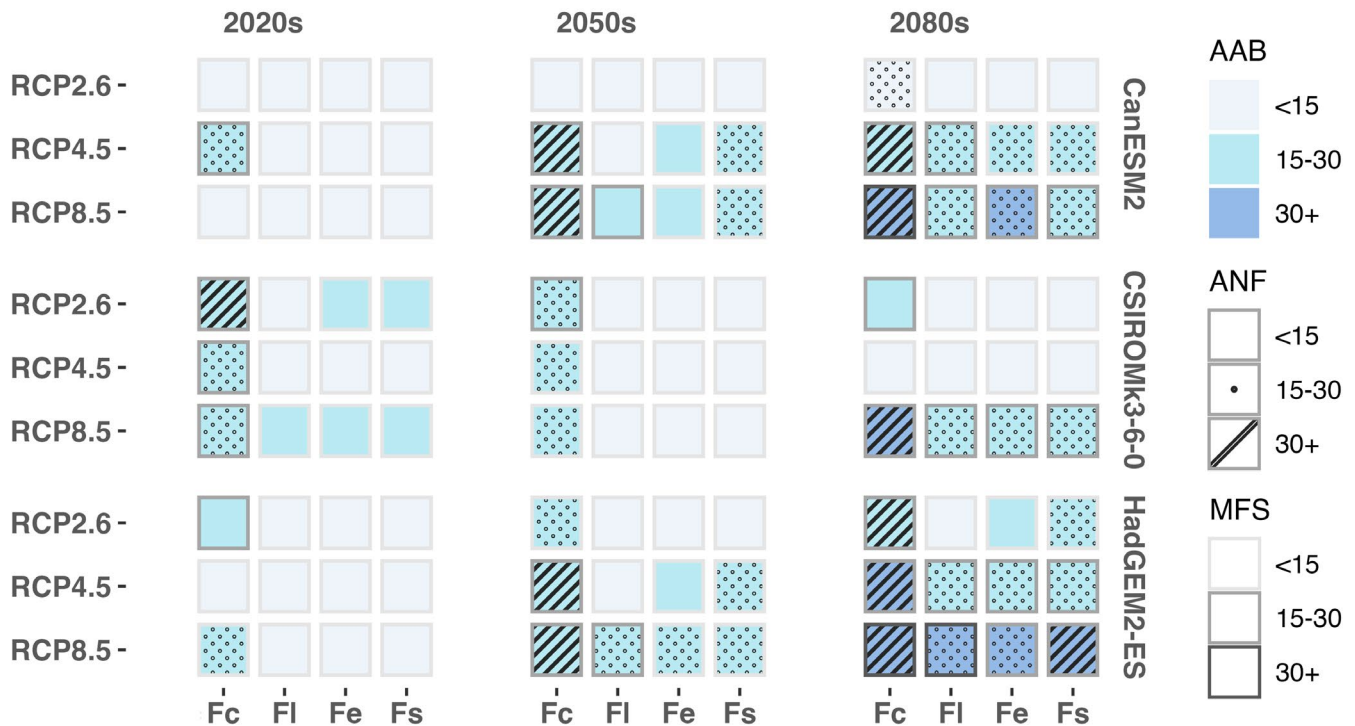 2020s 2050s 2080s
RCP2.6
RCP4.5
RCP8.5
CanESM2
RCP2.6
RCP4.5
RCP8.5
CSIROMk3-6-0
RCP2.6
RCP4.5
RCP8.5
HadGEM2-ES
Fc Fl Fe Fs Fc Fl Fe Fs Fc Fl Fe Fs
AAB
<15
15-30
30+
ANF
<15
15-30
30+
MFS
<15
15-30
30+